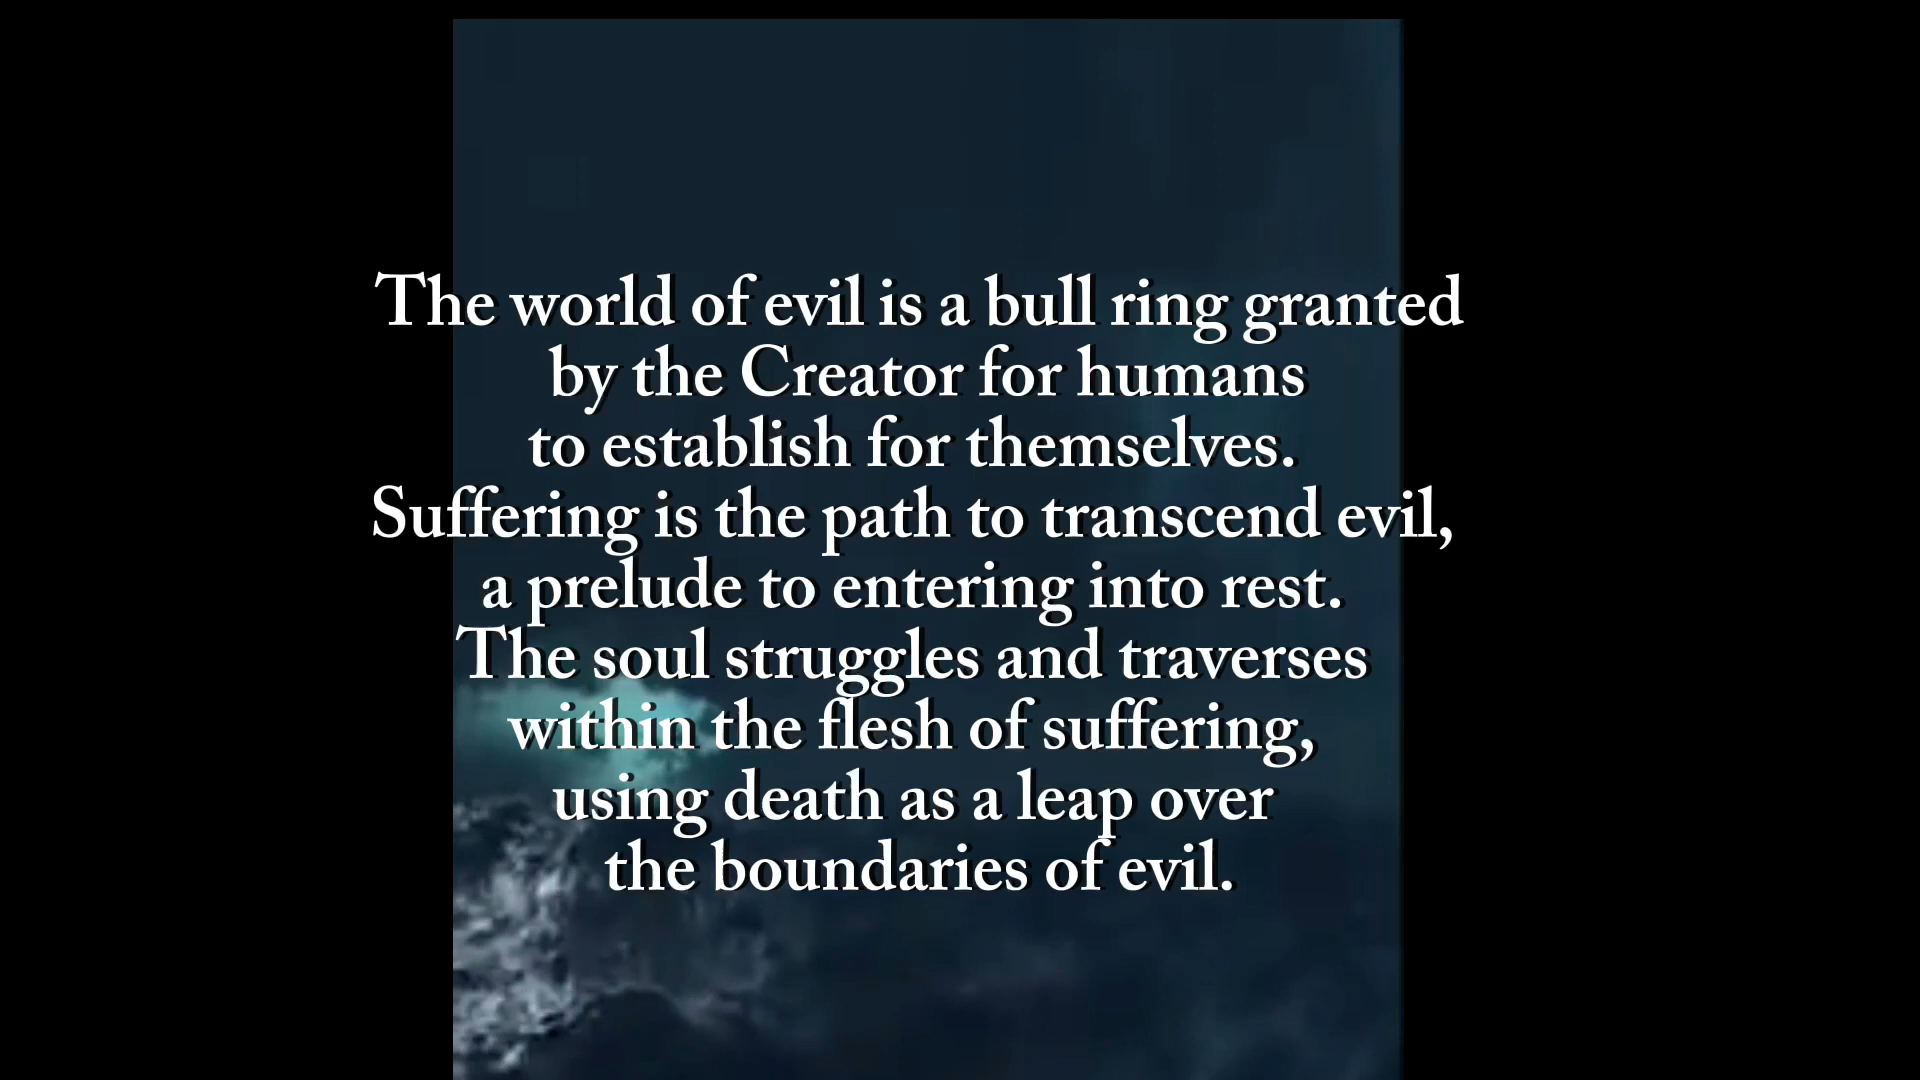 The world of evil is a bull ring granted
by the Creator for humans
to establish for themselves.
Suffering is the path to transcend evil,
a prelude to entering into rest.
The soul struggles and traverses
within the flesh of suffering,
using death as a leap over
the boundaries of evil.